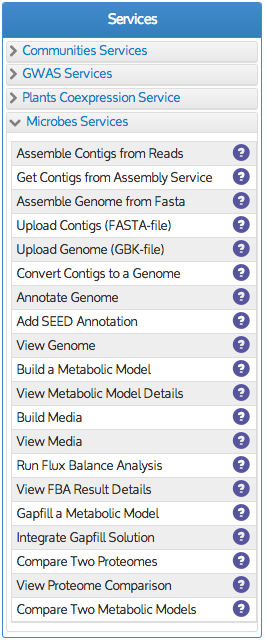 Services
Communities Services
GWAS Services
Plants Coexpression Service
Microbes Services
Assemble Contigs from Reads ?
Get Contigs from Assembly Service ?
Assemble Genome from Fasta ?
Upload Contigs (FASTA-file) ?
Upload Genome (GBK-file) ?
Convert Contigs to a Genome ?
Annotate Genome ?
Add SEED Annotation ?
View Genome ?
Build a Metabolic Model ?
View Metabolic Model Details ?
Build Media ?
View Media ?
Run Flux Balance Analysis ?
View FBA Result Details ?
Gapfill a Metabolic Model ?
Integrate Gapfill Solution ?
Compare Two Proteomes ?
View Proteome Comparison ?
Compare Two Metabolic Models ?